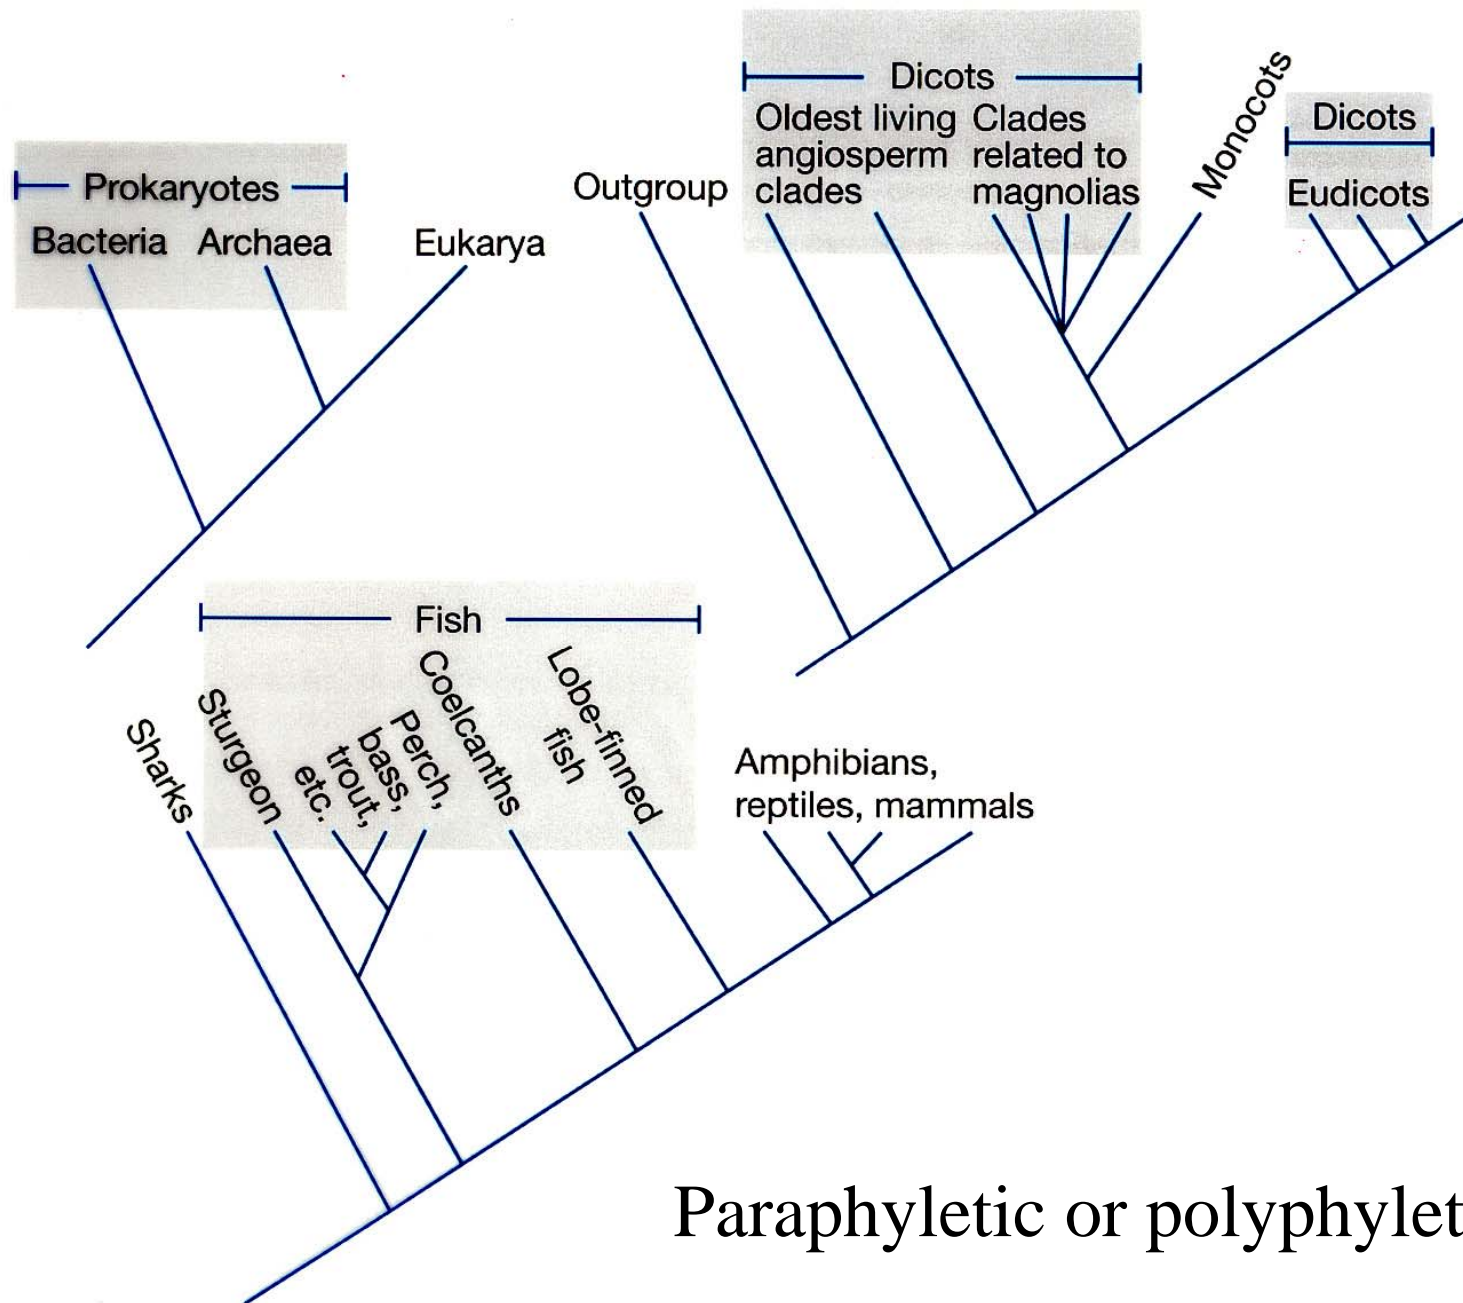 Prokaryotes
Bacteria Archaea
Eukarya
Outgroup
Dicots
Oldest living
angiosperm
clades
Clades
related to
magnolias
Monocots
Dicots
Eudicots
Fish
Sharks
Sturgeon
Perch,
bass,
trout,
etc.
Coelcanths
Lobe-finned
fish
Amphibians,
reptiles, mammals
Paraphyletic or polyphylet